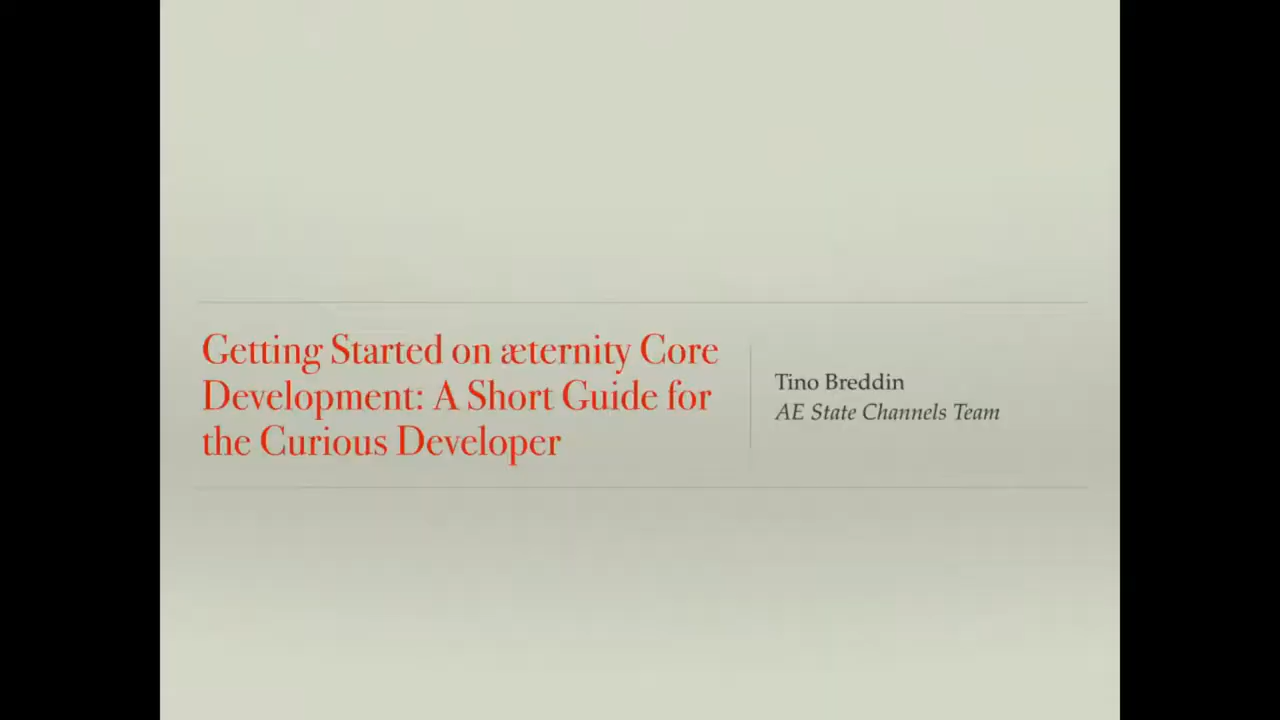 Getting Started on æternity Core
Development: A Short Guide for
the Curious Developer
Tino Breddin
AE State Channels Team